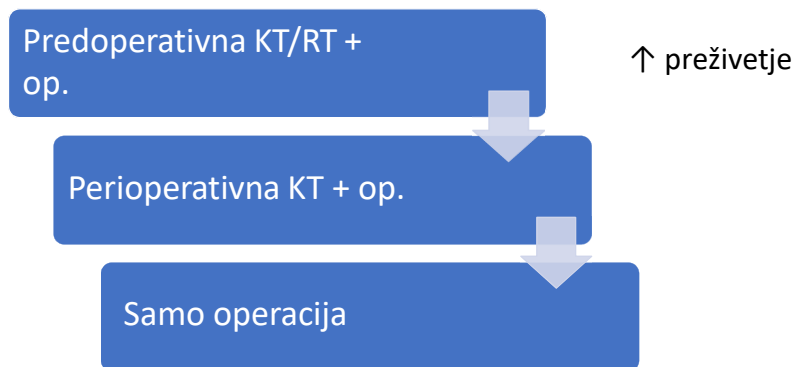 Predoperativna KT/RT +
op.
↑ preživetje
Perioperativna KT + op.
Samo operacija